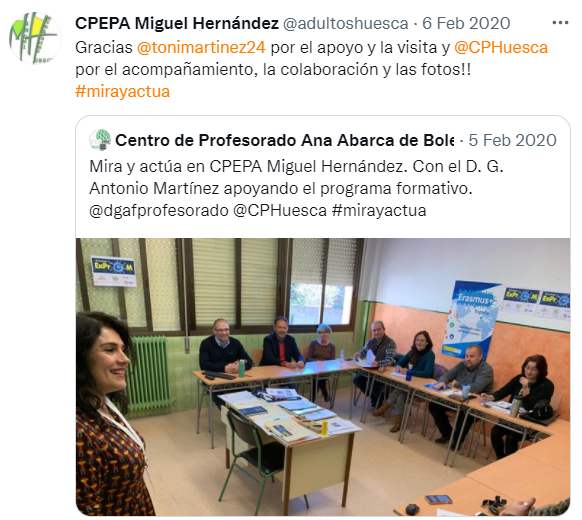 CPEPA Miguel Hernández @adultoshuesca · 6 Feb 2020
Gracias @tonimartinez24 por el apoyo y la visita y @CPHuesca
por el acompañamiento, la colaboración y las fotos!!
#mirayactua
Centro de Profesorado Ana Abarca de Bole · 5 Feb 2020
Mira y actúa en CPEPA Miguel Hernández. Con el D. G.
Antonio Martínez apoyando el programa formativo.
@dgafprofesorado @CPHuesca #mirayactua
Erasmus+